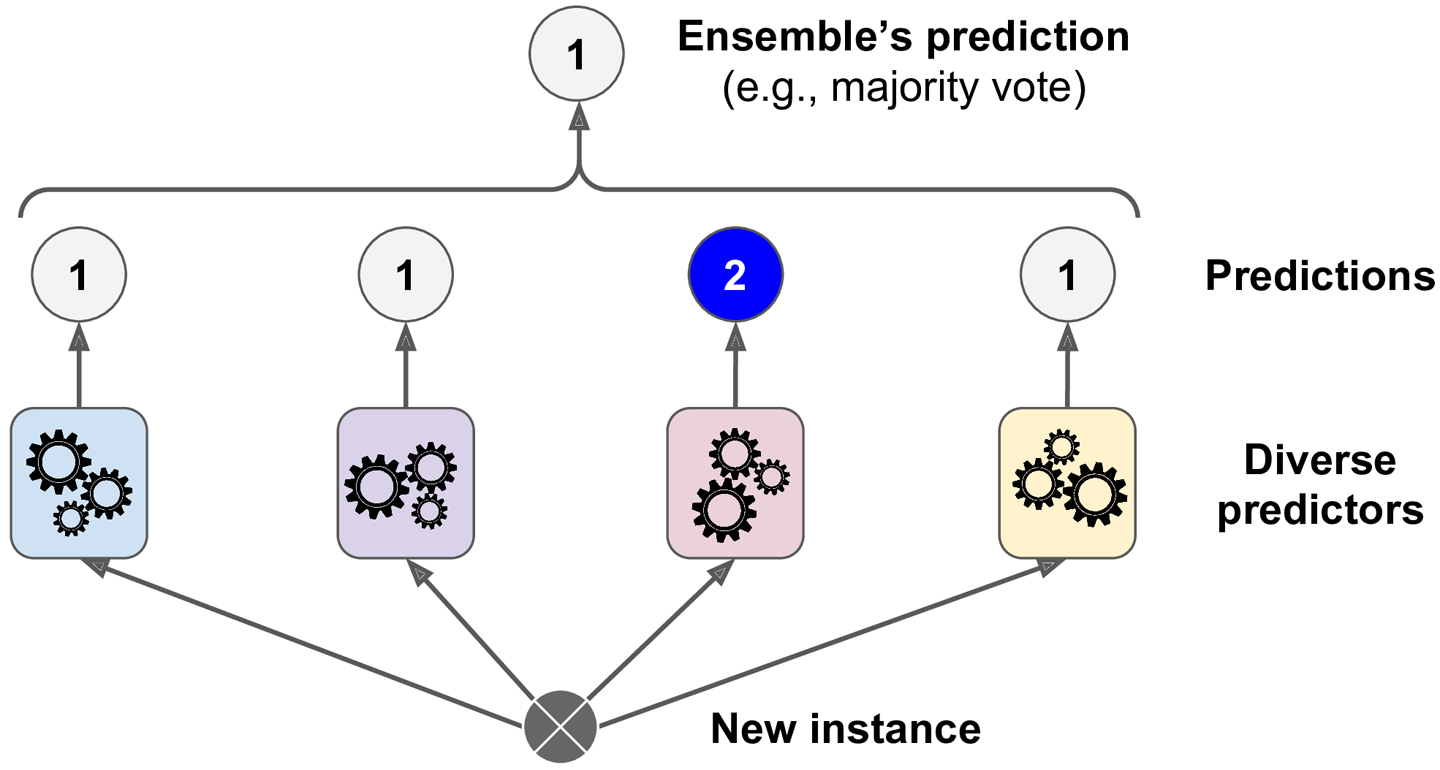 1
Ensemble’s prediction
(e.g., majority vote)
1
1
2
1
Predictions
Diverse
predictors
New instance